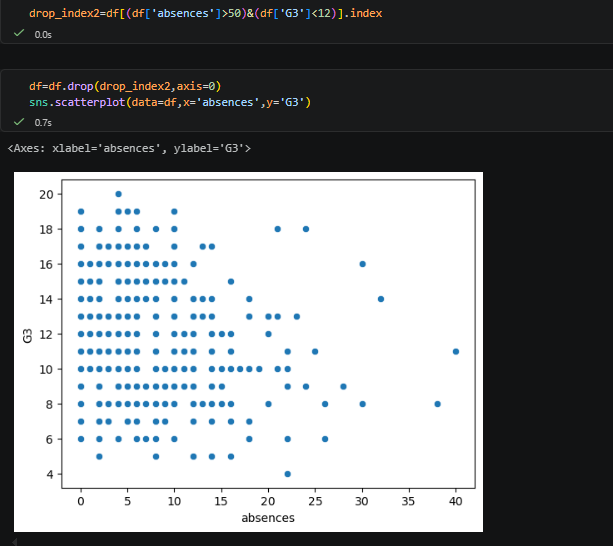 drop_index2=df[(df['absences']>50)&(df['G3']<12)].index
0.0s
df=df.drop(drop_index2,axis=0)
sns.scatterplot(data=df,x='absences',y='G3')
0.7s
<Axes: xlabel='absences', ylabel='G3'>
20
18
16
14
12
10
8
6
4
G3
0 5 10 15 20 25 30 35 40
absences